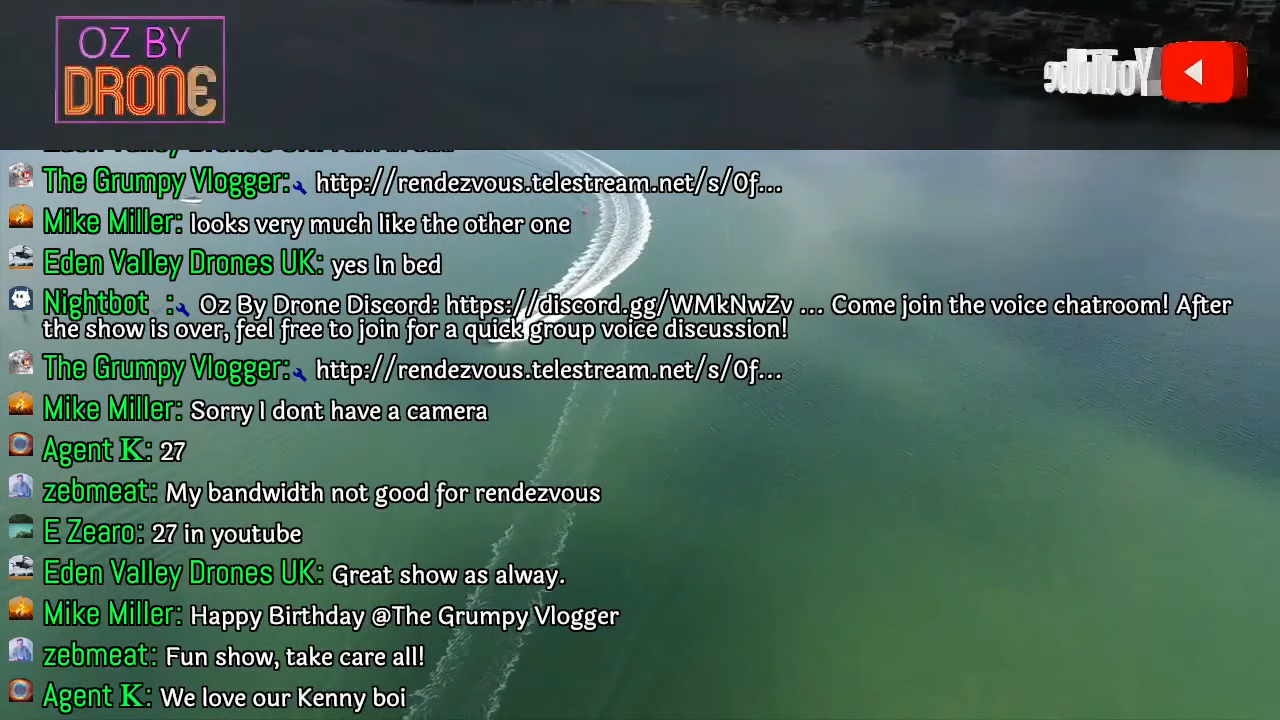 OZ BY
DRONE
YouTube
The Grumpy Vlogger: http://rendezvous.telestream.net/s/0f...
Mike Miller: looks very much like the other one
Eden Valley Drones UK: yes In bed
Nightbot : Oz By Drone Discord: https://discord.gg/WMkNwZv ... Come join the voice chatroom! After
the show is over, feel free to join for a quick group voice discussion!
The Grumpy Vlogger: http://rendezvous.telestream.net/s/0f...
Mike Miller: Sorry I dont have a camera
Agent K: 27
zebmeat: My bandwidth not good for rendezvous
E Zearo: 27 in youtube
Eden Valley Drones UK: Great show as alway.
Mike Miller: Happy Birthday @The Grumpy Vlogger
zebmeat: Fun show, take care all!
Agent K: We love our Kenny boi